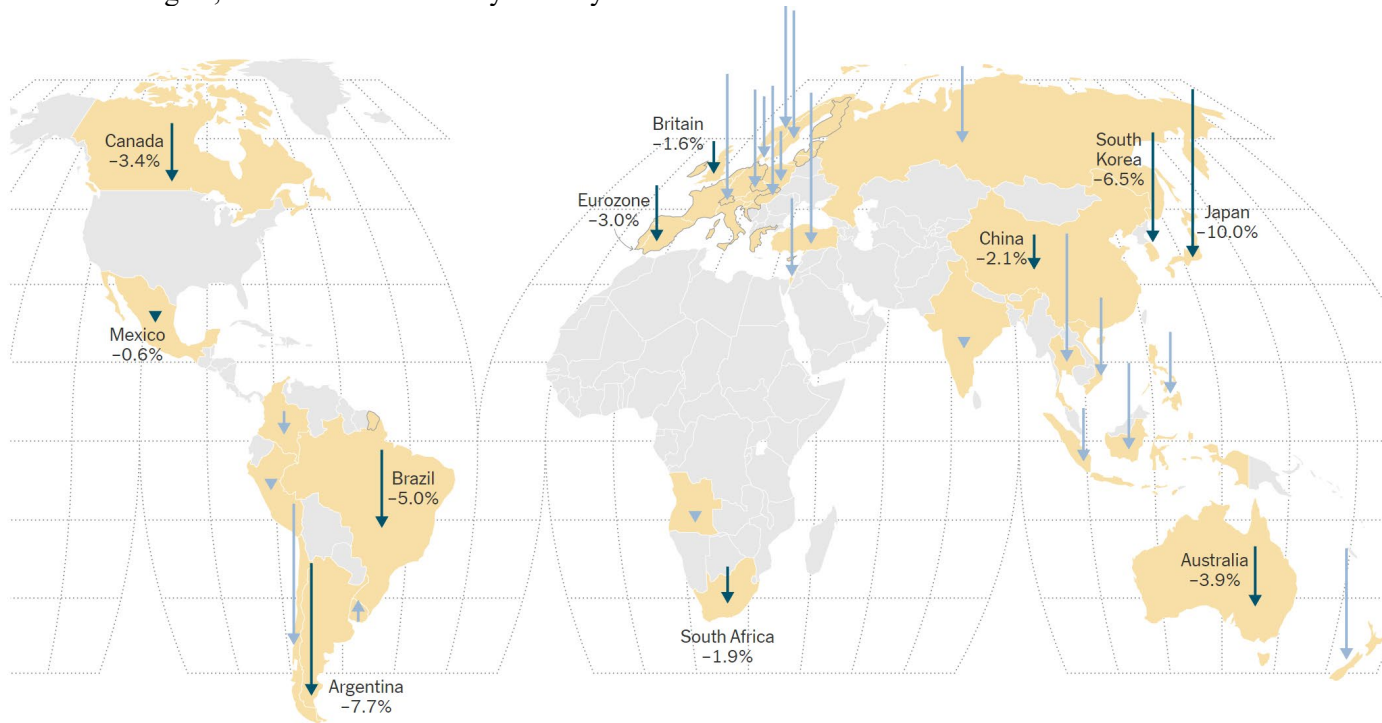 Canada
–3.4%
Britain
–1.6%
South
Korea
–6.5%
Eurozone
–3.0%
Japan
–10.0%
China
–2.1%
Mexico
–0.6%
Brazil
–5.0%
Australia
–3.9%
South Africa
–1.9%
Argentina
–7.7%